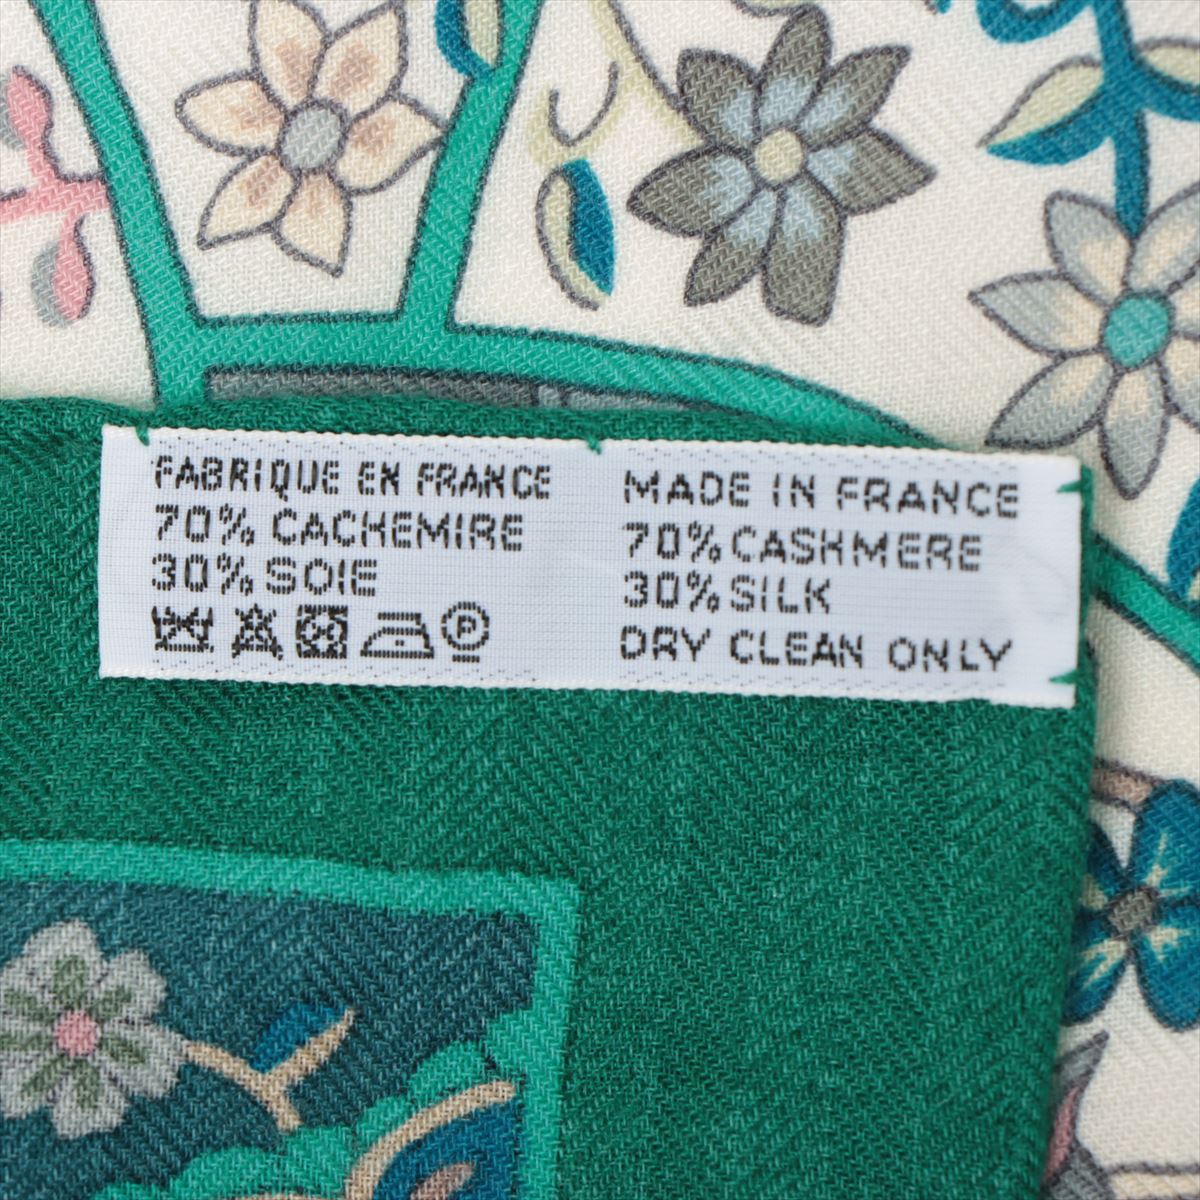 FABRIQUE EN FRANCE
70% CACHEMIRE
30% SOIE
P
MADE IN FRANCE
70% CASHMERE
30% SILK
DRY CLEAN ONLY